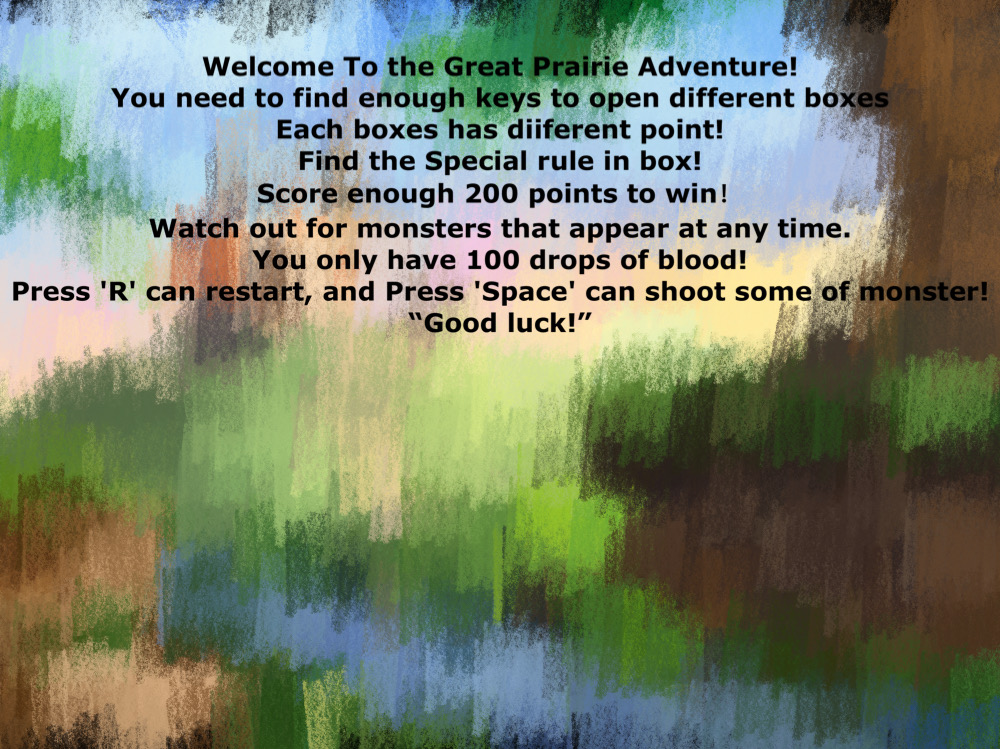 Welcome To the Great Prairie Adventure!
You need to find enough keys to open different boxes
Each boxes has diiferent point!
Find the Special rule in box!
Score enough 200 points to win！
Watch out for monsters that appear at any time.
You only have 100 drops of blood!
Press 'R' can restart, and Press 'Space' can shoot some of monster!
“Good luck!”